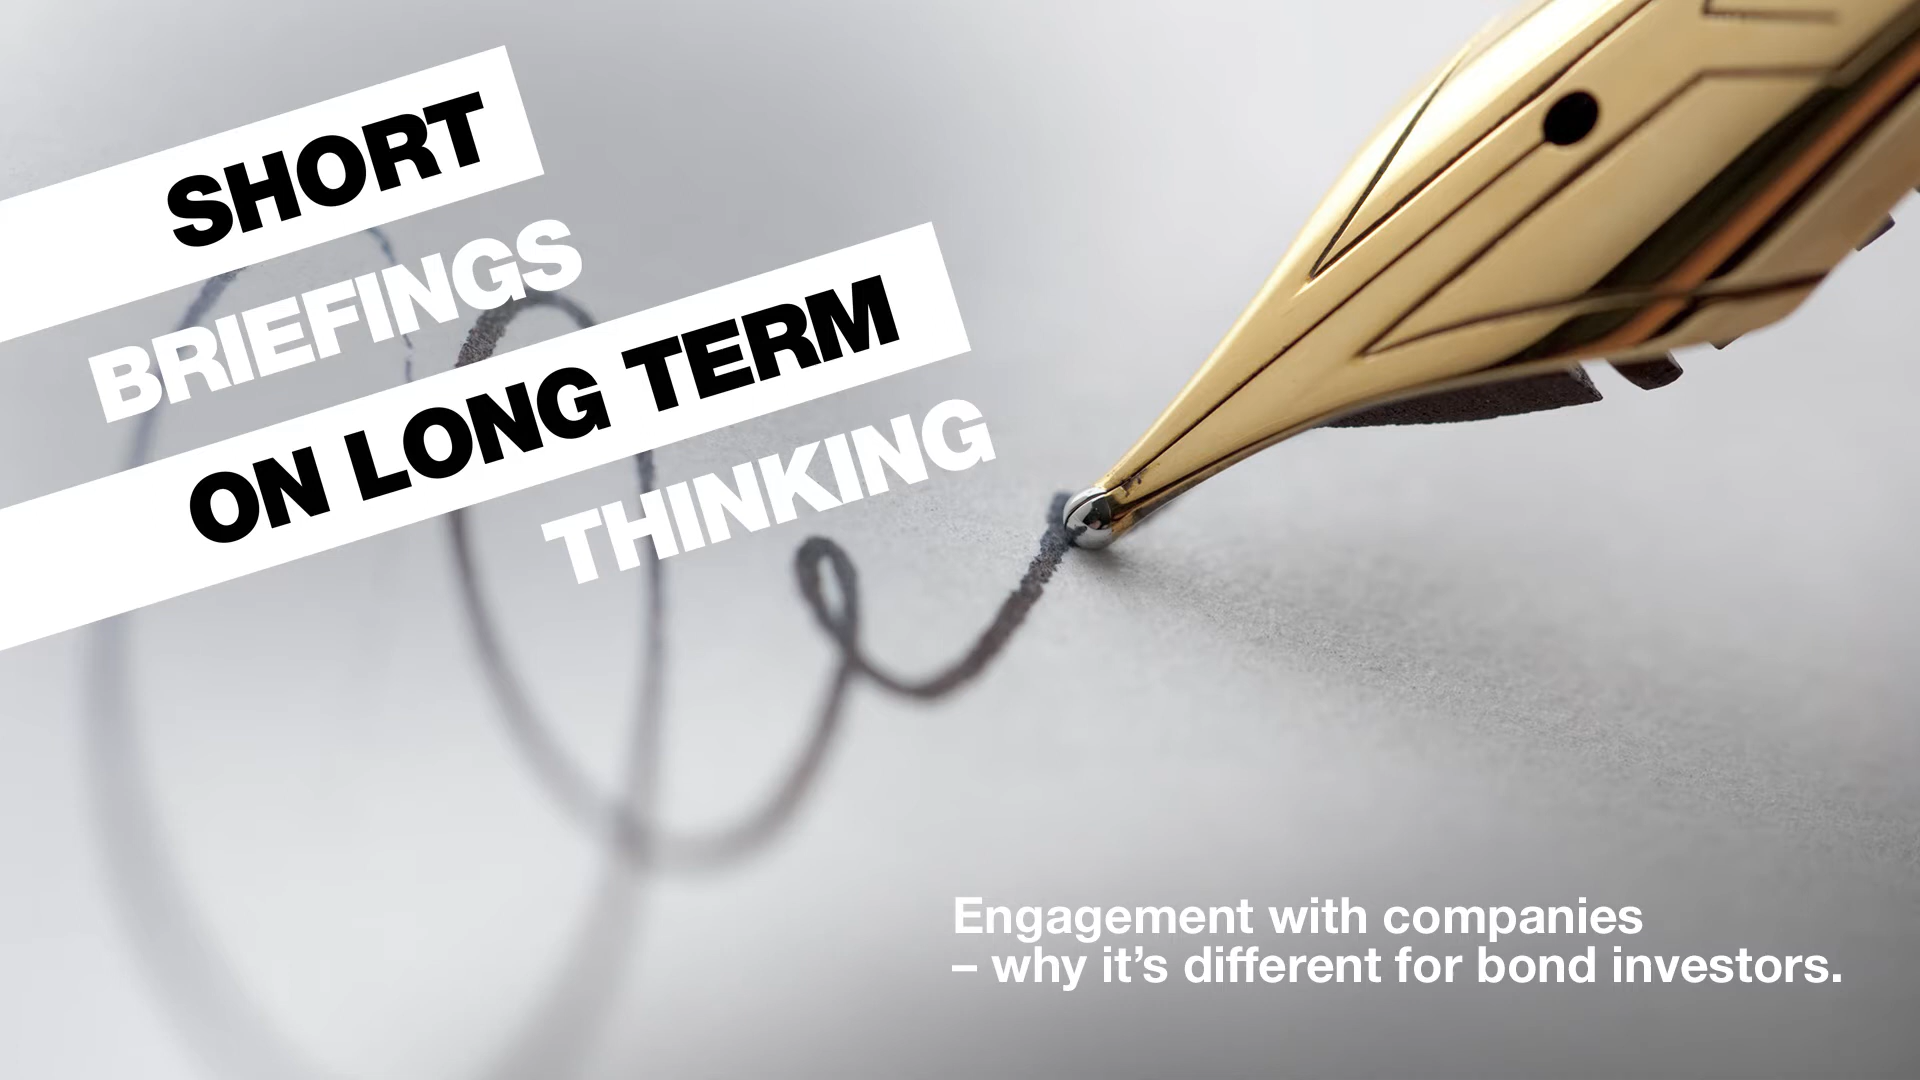 SHORT
BRIEFINGS
ON LONG TERM
THINKING
Engagement with companies
– why it’s different for bond investors.